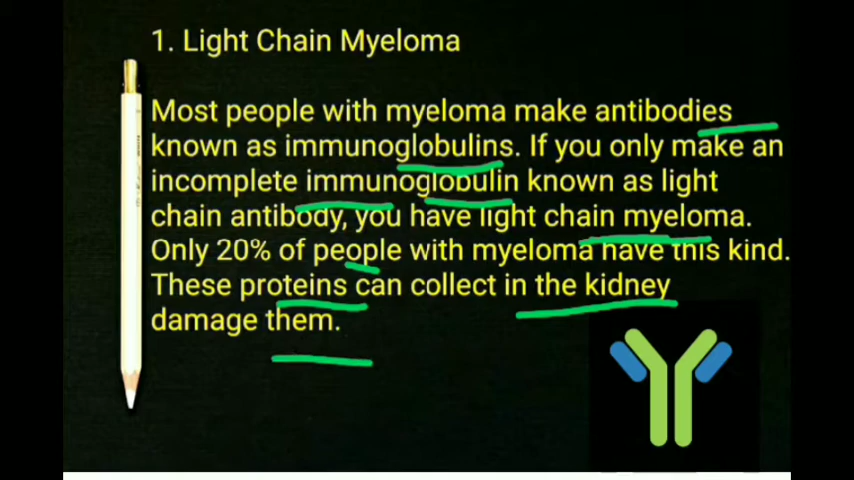 1. Light Chain Myeloma
Most people with myeloma make antibodies
known as immunoglobulins. If you only make an
incomplete immunoglobulin known as light
chain antibody, you have light chain myeloma.
Only 20% of people with myeloma have this kind.
These proteins can collect in the kidney
damage them.